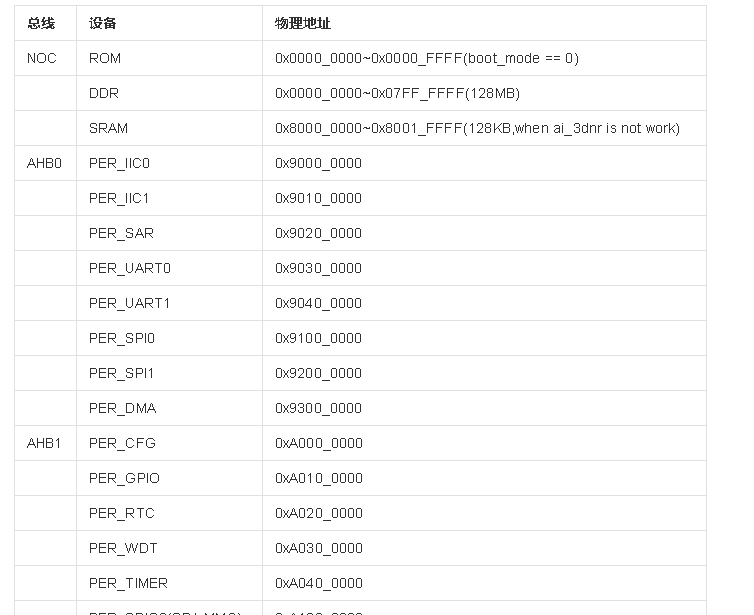 总线 设备 物理地址
NOC ROM 0x0000_0000~0x0000_FFFF(boot_mode == 0)
DDR 0x0000_0000~0x07FF_FFFF(128MB)
SRAM 0x8000_0000~0x8001_FFFF(128KB,when ai_3dnr is not work)
AHB0 PER_IIC0 0x9000_0000
PER_IIC1 0x9010_0000
PER_SAR 0x9020_0000
PER_UART0 0x9030_0000
PER_UART1 0x9040_0000
PER_SPI0 0x9100_0000
PER_SPI1 0x9200_0000
PER_DMA 0x9300_0000
AHB1 PER_CFG 0xA000_0000
PER_GPIO 0xA010_0000
PER_RTC 0xA020_0000
PER_WDT 0xA030_0000
PER_TIMER 0xA040_0000